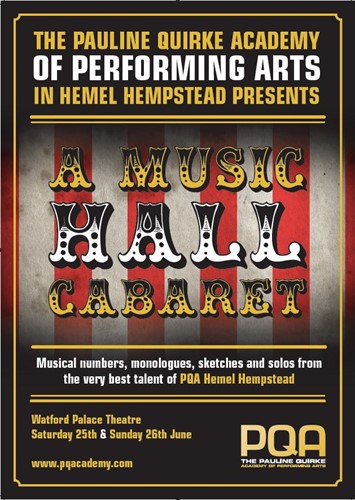 THE PAULINE QUIRKE ACADEMY
OF PERFORMING ARTS
IN HEMEL HEMPSTEAD PRESENTS
A MUSIC
HALL
CABARET
Musical numbers, monologues, sketches and solos from
the very best talent of PQA Hemel Hempstead
Watford Palace Theatre
Saturday 25th & Sunday 26th June
www.pqacademy.com
PQA
THE PAULINE QUIRKE
ACADEMY OF PERFORMING ARTS